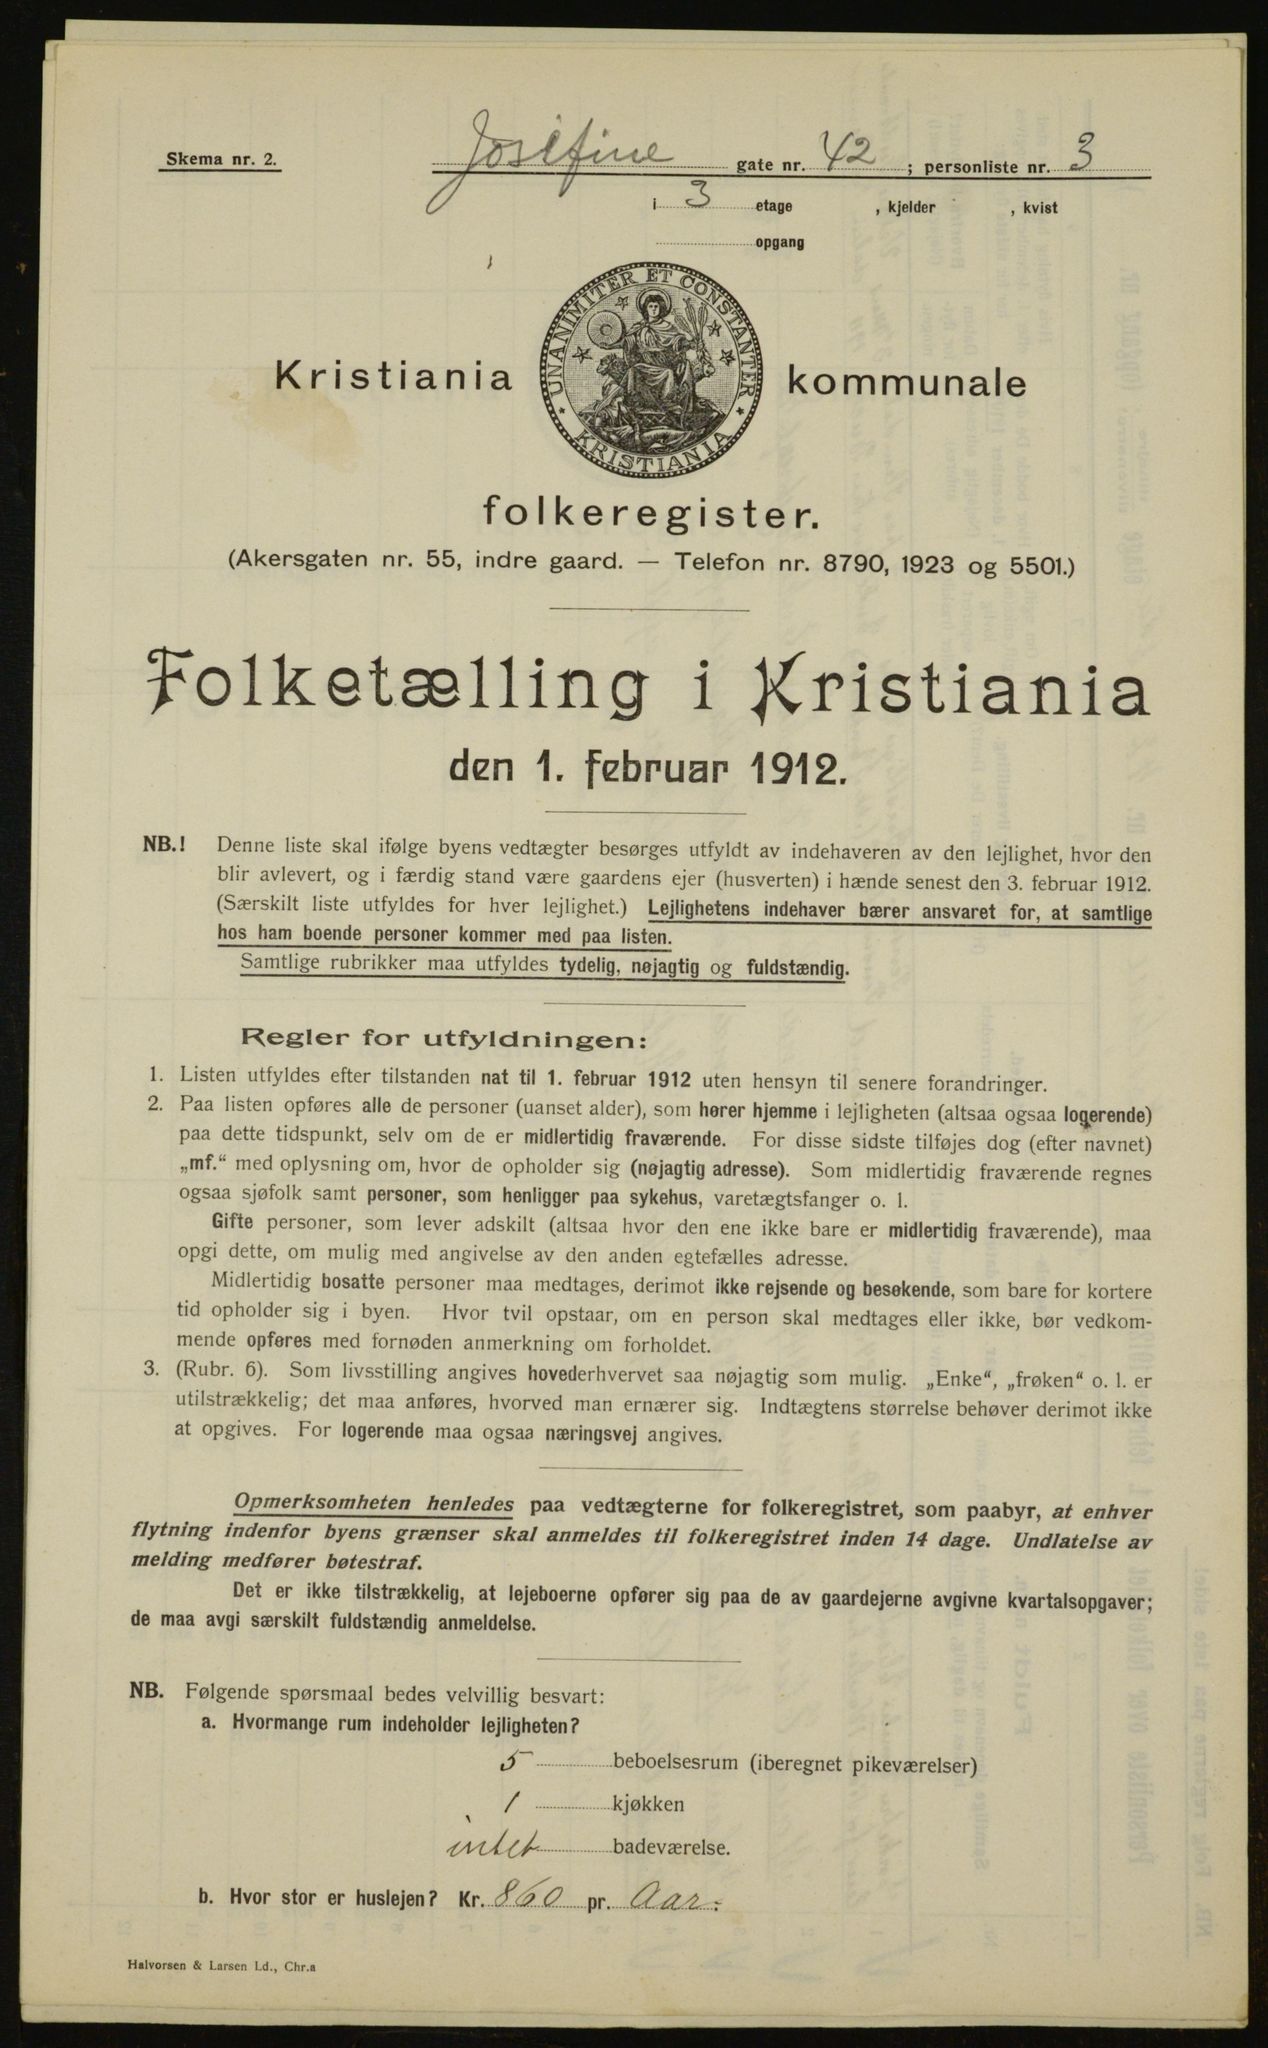 Skema nr. 2.
Josefine gate nr. 42 ; personliste nr. 3
i 3 etage , kjelder , kvist
opgang
UNANIMITER ET CONSTANTER
KRISTIANIA
Kristiania kommunale
folkeregister.
(Akersgaten nr. 55, indre gaard. — Telefon nr. 8790, 1923 og 5501.)
Folketælling i Kristiania
den 1. februar 1912.
NB.! Denne liste skal ifølge byens vedtægter besørges utfyldt av indehaveren av den lejlighet, hvor den
blir avlevert, og i færdig stand være gaardens ejer (husverten) i hænde senest den 3. februar 1912.
(Særskilt liste utfyldes for hver lejlighet.) Lejlighetens indehaver bærer ansvaret for, at samtlige
hos ham boende personer kommer med paa listen.
Samtlige rubrikker maa utfyldes tydelig, nøjagtig og fuldstændig.
Regler for utfyldningen:
1. Listen utfyldes efter tilstanden nat til 1. februar 1912 uten hensyn til senere forandringer.
2. Paa listen opføres alle de personer (uanset alder), som hører hjemme i lejligheten (altsaa ogsaa logerende)
paa dette tidspunkt, selv om de er midlertidig fraværende. For disse sidste tilføjes dog (efter navnet)
„mf.“ med oplysning om, hvor de opholder sig (nøjagtig adresse). Som midlertidig fraværende regnes
ogsaa sjøfolk samt personer, som henligger paa sykehus, varetægtsfanger o. l.
Gifte personer, som lever adskilt (altsaa hvor den ene ikke bare er midlertidig fraværende), maa
opgi dette, om mulig med angivelse av den anden egtefælles adresse.
Midlertidig bosatte personer maa medtages, derimot ikke rejsende og besøkende, som bare for kortere
tid opholder sig i byen. Hvor tvil opstaar, om en person skal medtages eller ikke, bør vedkom-
mende opføres med fornøden anmerkning om forholdet.
3. (Rubr. 6). Som livsstilling angives hovederhvervet saa nøjagtig som mulig. „Enke“, „frøken“ o. l. er
utilstrækkelig; det maa anføres, hvorved man ernærer sig. Indtægtens størrelse behøver derimot ikke
at opgives. For logerende maa ogsaa næringsvej angives.
Opmerksomheten henledes paa vedtægterne for folkeregistret, som paabyr, at enhver
flytning indenfor byens grænser skal anmeldes til folkeregistret inden 14 dage. Undlatelse av
melding medfører bøtestraf.
Det er ikke tilstrækkelig, at lejeboerne opfører sig paa de av gaardejerne avgivne kvartalsopgaver;
de maa avgi særskilt fuldstændig anmeldelse.
NB. Følgende spørsmaal bedes velvillig besvart:
a. Hvormange rum indeholder lejligheten?
5 beboelsesrum (iberegnet pikeværelser)
1 kjøkken
intet badeværelse.
b. Hvor stor er huslejen? Kr. 860 pr. Aar.
Halvorsen & Larsen Ld., Chr.a